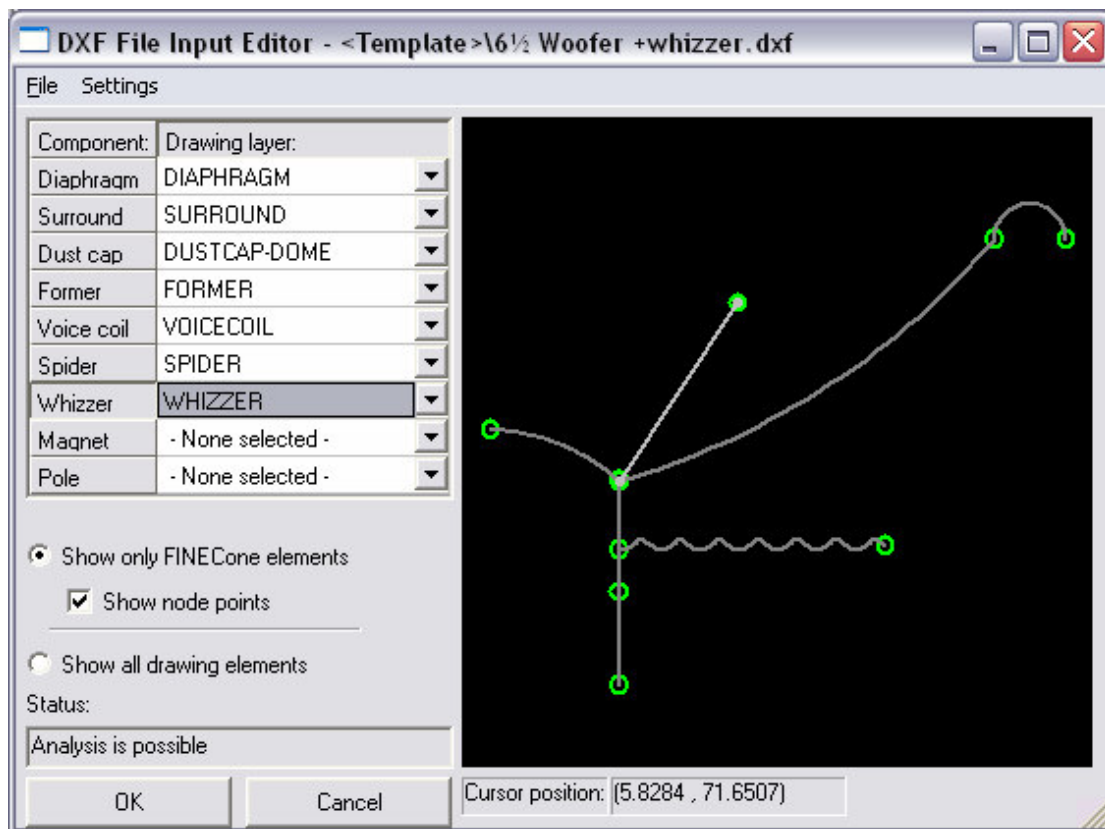 DXF File Input Editor - <Template>\6½ Woofer +whizzer.dxf
File Settings
Component: Drawing layer:
Diaphragm DIAPHRAGM
Surround SURROUND
Dust cap DUSTCAP-DOME
Former FORMER
Voice coil VOICECOIL
Spider SPIDER
Whizzer WHIZZER
Magnet - None selected -
Pole - None selected -
Show only FINECone elements
Show node points
Show all drawing elements
Status:
Analysis is possible
OK Cancel Cursor position: (5.8284 , 71.6507)